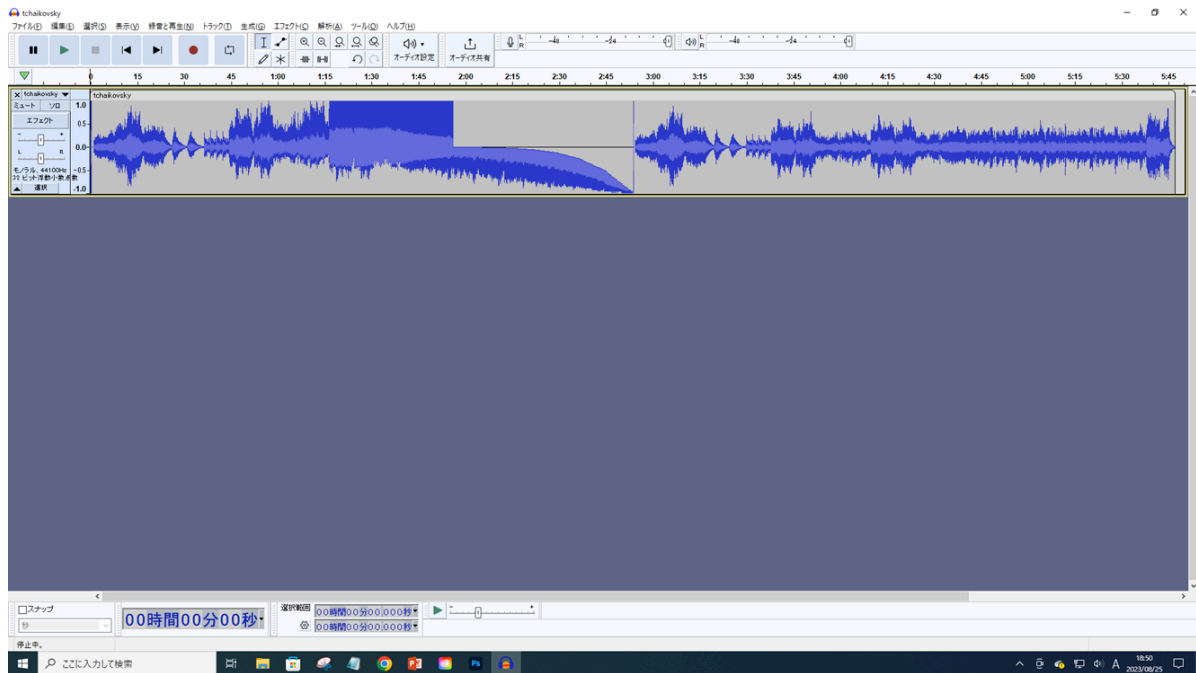 tchaikovsky
ファイル(F) 編集(E) 選択(S) 表示(V) 録音と再生(N) トラック(T) 生成(G) エフェクト(C) 解析(A) ツール(O) ヘルプ(H)
オーディオ設定 オーディオ共有
L R -48 -24 L R -48 -24
0 15 30 45 1:00 1:15 1:30 1:45 2:00 2:15 2:30 2:45 3:00 3:15 3:30 3:45 4:00 4:15 4:30 4:45 5:00 5:15 5:30 5:45
tchaikovsky tchaikovsky
ミュート ソロ 1.0
エフェクト 0.5
- +
L R 0.0
モノラル, 44100Hz -0.5
32 ビット浮動小数点数
選択 -1.0
スナップ
秒
00時間00分00秒
選択範囲
00時間00分00.000秒
00時間00分00.000秒
- +
停止中。
ここに入力して検索
Ps
A
18:50
2023/08/25